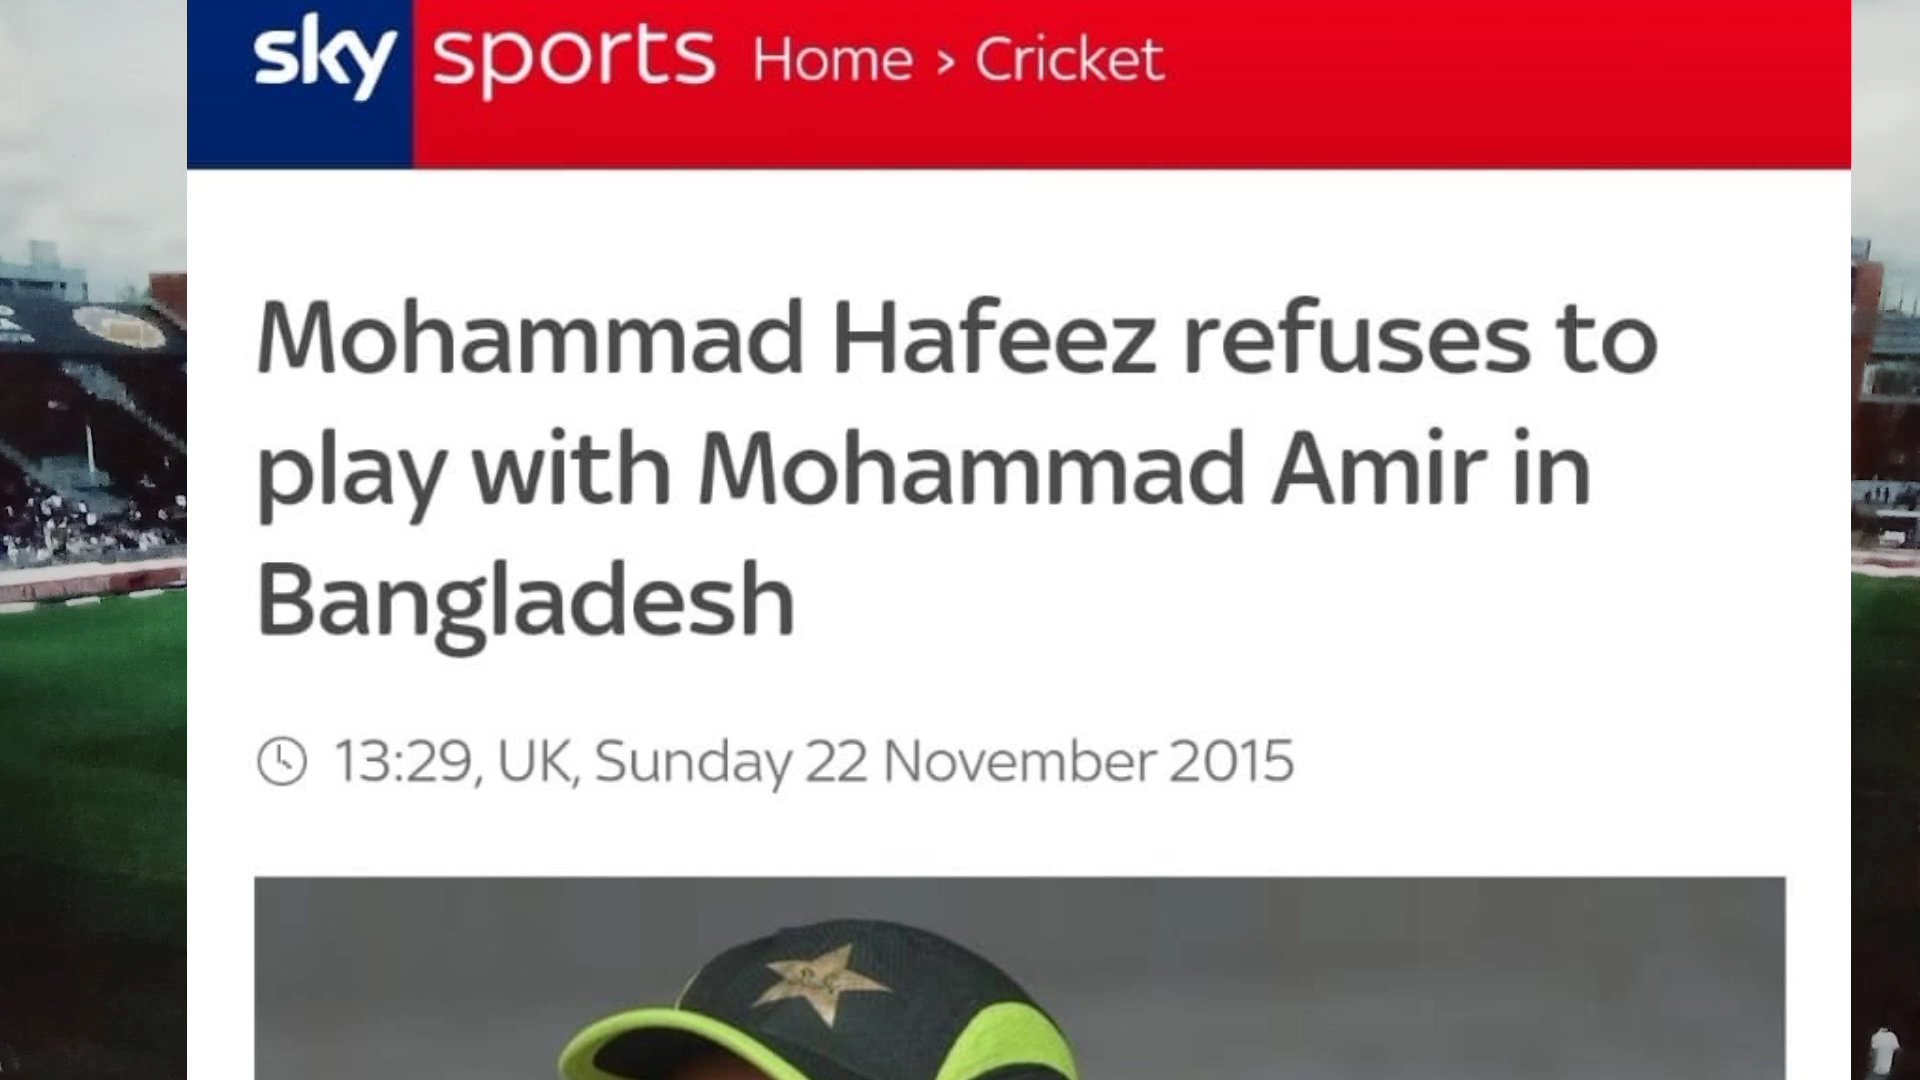 sky sports Home > Cricket
Mohammad Hafeez refuses to
play with Mohammad Amir in
Bangladesh
13:29, UK, Sunday 22 November 2015